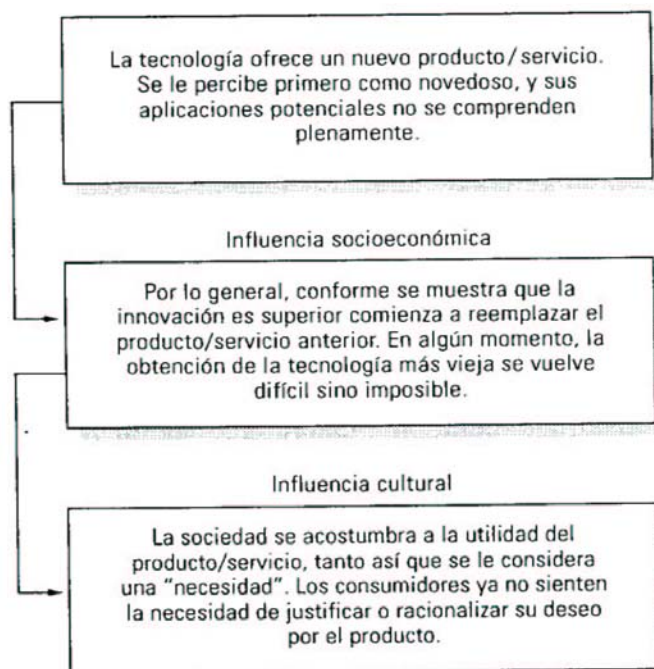 La tecnología ofrece un nuevo producto/servicio.
Se le percibe primero como novedoso, y sus
aplicaciones potenciales no se comprenden
plenamente.
Influencia socioeconómica
Por lo general, conforme se muestra que la
innovación es superior comienza a reemplazar el
producto/servicio anterior. En algún momento, la
obtención de la tecnología más vieja se vuelve
difícil sino imposible.
Influencia cultural
La sociedad se acostumbra a la utilidad del
producto/servicio, tanto así que se le considera
una "necesidad". Los consumidores ya no sienten
la necesidad de justificar o racionalizar su deseo
por el producto.